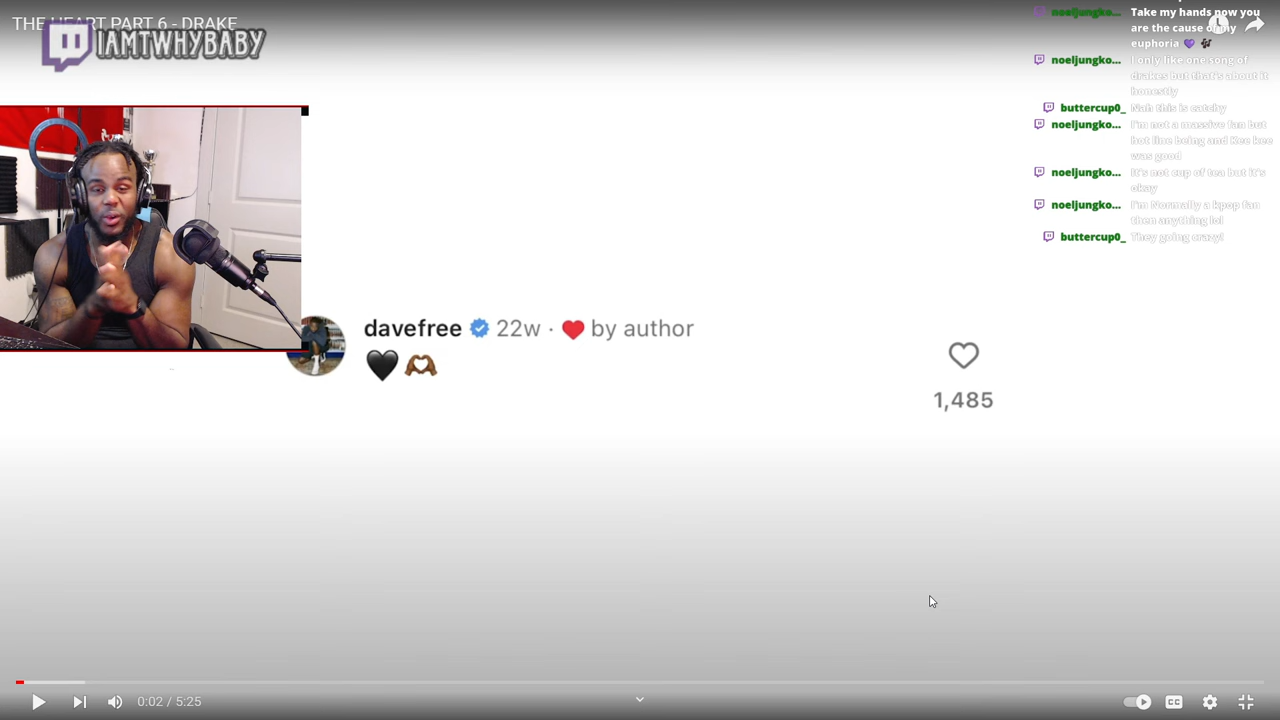 THE HEART PART 6 - DRAKE
IAMTWHYBABY
noeljungko... Take my hands now you
are the cause of my
euphoria 💜 🎶
noeljungko... I only like one song of
drakes but that's about it
honestly
buttercup0_ Nah this is catchy
noeljungko... I'm not a massive fan but
hot line being and Kee kee
was good
noeljungko... It's not cup of tea but it's
okay
noeljungko... I'm Normally a kpop fan
then anything lol
buttercup0_ They going crazy!
davefree 22w · ❤️ by author
🖤 🫶🏾
1,485
0:02 / 5:25
CC